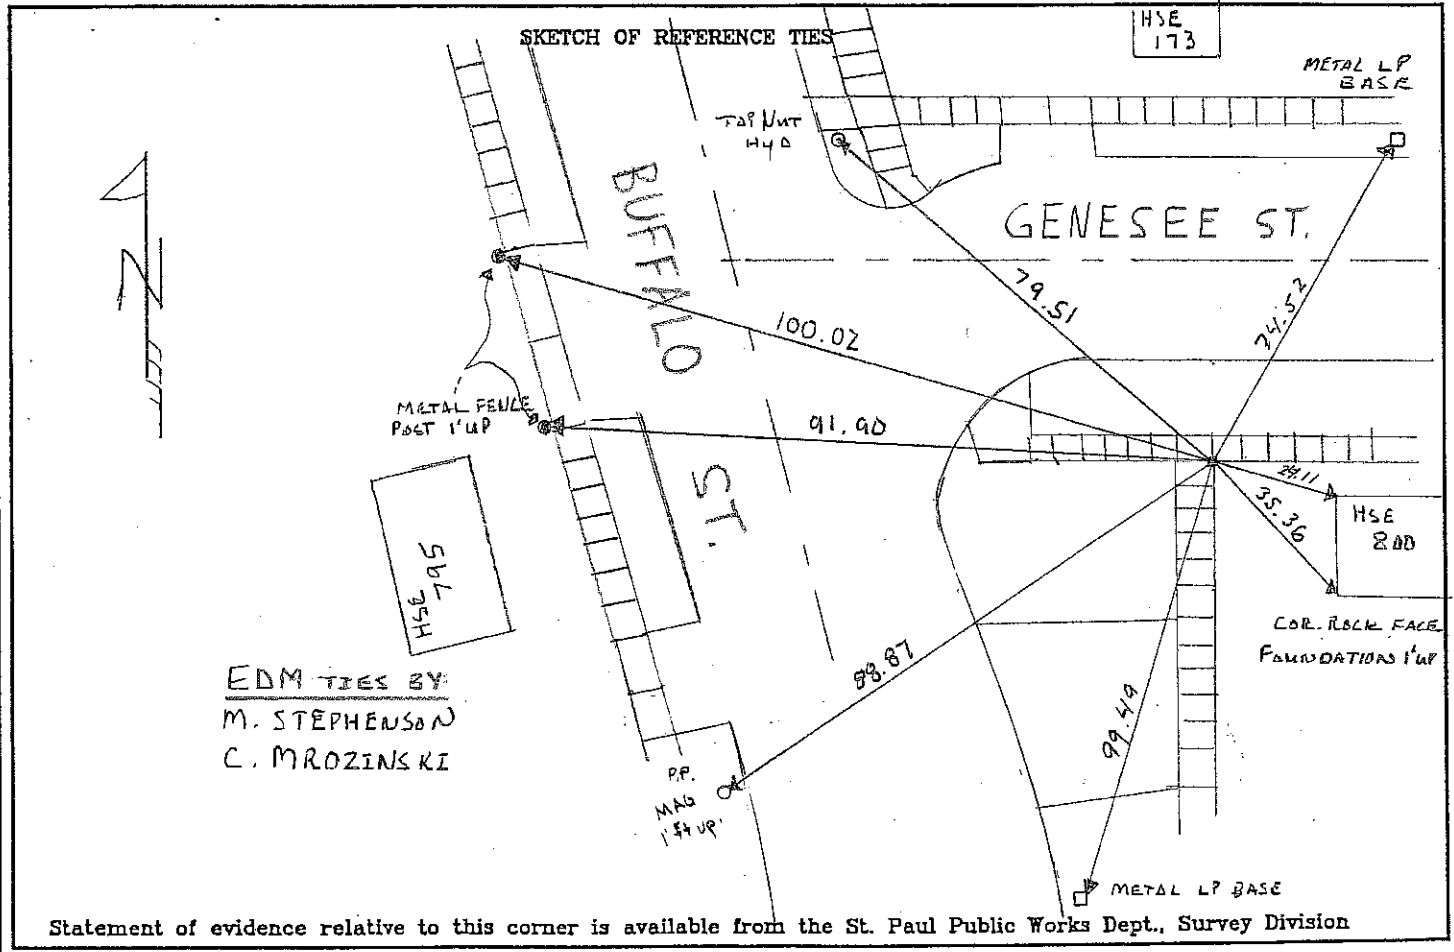 SKETCH OF REFERENCE TIES
HSE
173
METAL LP
BASE
TOP NUT
HYD
BUFFALO
ST.
GENESEE ST.
N
79.51
74.52
100.02
METAL FENCE
POST 1' UP
91.90
29.11
35.36
HSE
800
HSE
795
COR. ROCK FACE
FOUNDATION 1' UP
EDM TIES BY:
M. STEPHENSON
C. MROZINSKI
88.87
99.49
P.P.
MAG
UP
METAL LP BASE
Statement of evidence relative to this corner is available from the St. Paul Public Works Dept., Survey Division